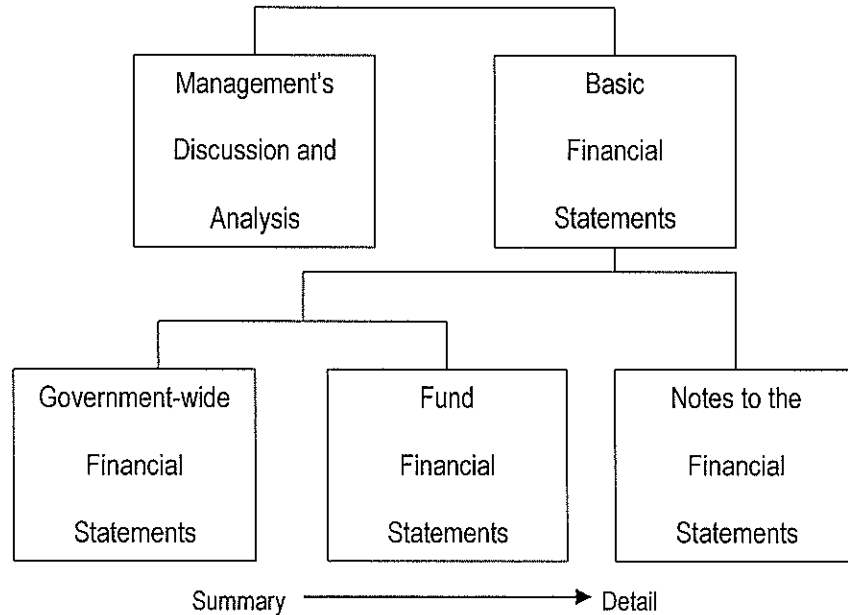 Management's
Discussion and
Analysis
Basic
Financial
Statements
Government-wide
Financial
Statements
Fund
Financial
Statements
Notes to the
Financial
Statements
Summary
Detail